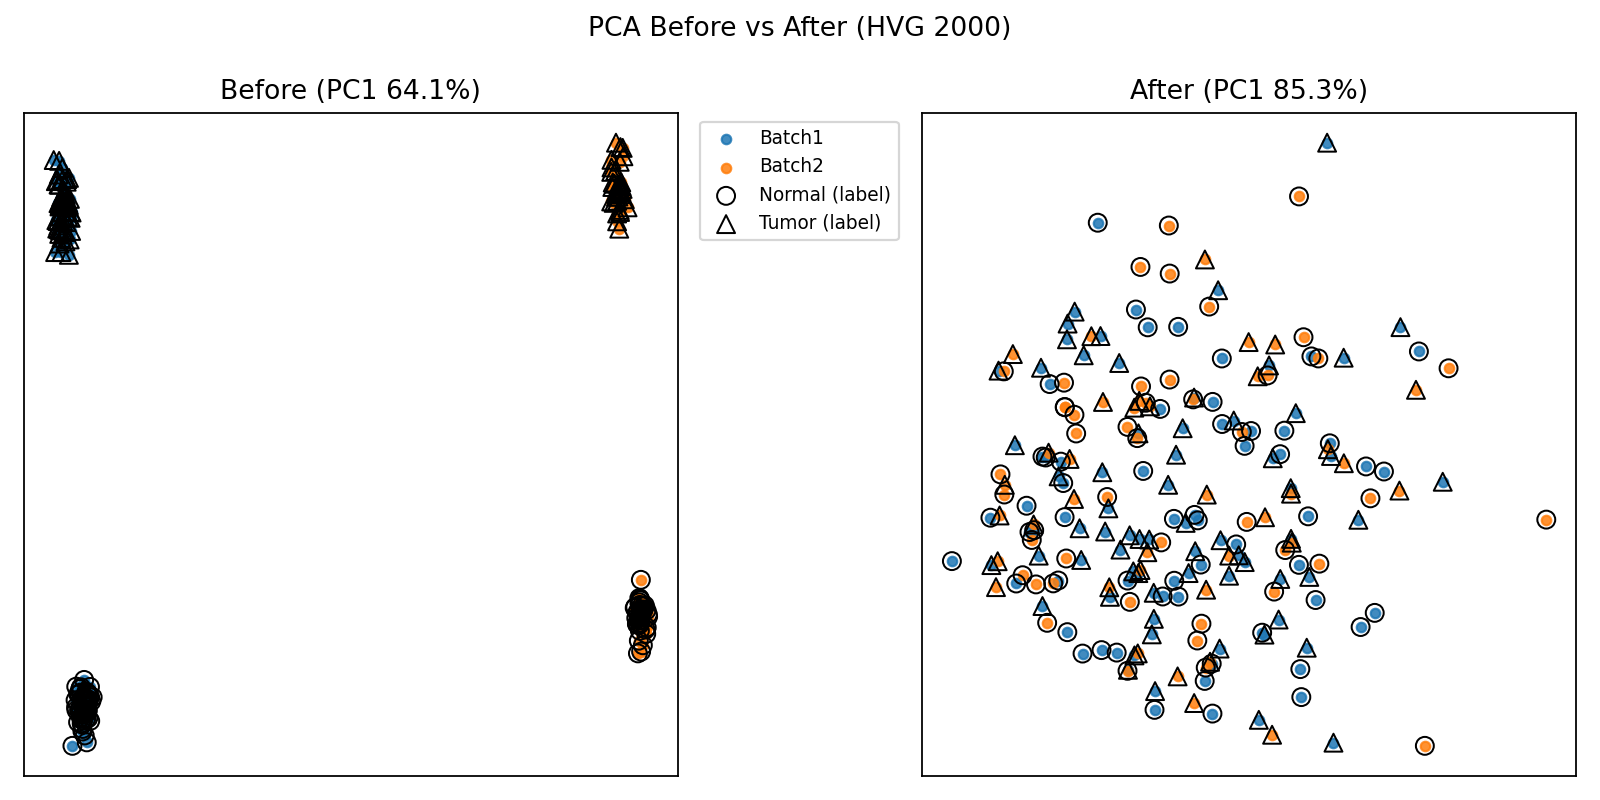 PCA Before vs After (HVG 2000)
Before (PC1 64.1%)
Batch1
Batch2
Normal (label)
Tumor (label)
After (PC1 85.3%)